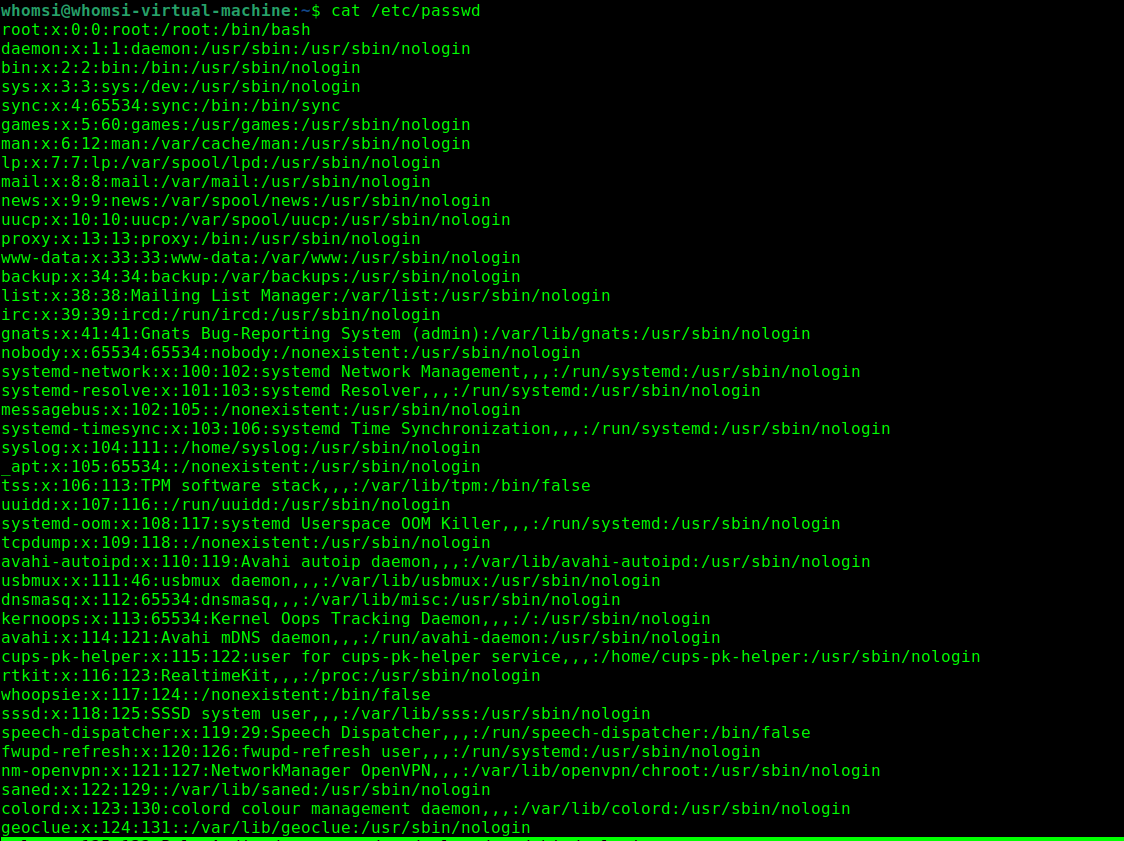 whomsi@whomsi-virtual-machine:~$ cat /etc/passwd
root:x:0:0:root:/root:/bin/bash
daemon:x:1:1:daemon:/usr/sbin:/usr/sbin/nologin
bin:x:2:2:bin:/bin:/usr/sbin/nologin
sys:x:3:3:sys:/dev:/usr/sbin/nologin
sync:x:4:65534:sync:/bin:/bin/sync
games:x:5:60:games:/usr/games:/usr/sbin/nologin
man:x:6:12:man:/var/cache/man:/usr/sbin/nologin
lp:x:7:7:lp:/var/spool/lpd:/usr/sbin/nologin
mail:x:8:8:mail:/var/mail:/usr/sbin/nologin
news:x:9:9:news:/var/spool/news:/usr/sbin/nologin
uucp:x:10:10:uucp:/var/spool/uucp:/usr/sbin/nologin
proxy:x:13:13:proxy:/bin:/usr/sbin/nologin
www-data:x:33:33:www-data:/var/www:/usr/sbin/nologin
backup:x:34:34:backup:/var/backups:/usr/sbin/nologin
list:x:38:38:Mailing List Manager:/var/list:/usr/sbin/nologin
irc:x:39:39:ircd:/run/ircd:/usr/sbin/nologin
gnats:x:41:41:Gnats Bug-Reporting System (admin):/var/lib/gnats:/usr/sbin/nologin
nobody:x:65534:65534:nobody:/nonexistent:/usr/sbin/nologin
systemd-network:x:100:102:systemd Network Management,,,:/run/systemd:/usr/sbin/nologin
systemd-resolve:x:101:103:systemd Resolver,,,:/run/systemd:/usr/sbin/nologin
messagebus:x:102:105::/nonexistent:/usr/sbin/nologin
systemd-timesync:x:103:106:systemd Time Synchronization,,,:/run/systemd:/usr/sbin/nologin
syslog:x:104:111::/home/syslog:/usr/sbin/nologin
_apt:x:105:65534::/nonexistent:/usr/sbin/nologin
tss:x:106:113:TPM software stack,,,:/var/lib/tpm:/bin/false
uuidd:x:107:116::/run/uuidd:/usr/sbin/nologin
systemd-oom:x:108:117:systemd Userspace OOM Killer,,,:/run/systemd:/usr/sbin/nologin
tcpdump:x:109:118::/nonexistent:/usr/sbin/nologin
avahi-autoipd:x:110:119:Avahi autoip daemon,,,:/var/lib/avahi-autoipd:/usr/sbin/nologin
usbmux:x:111:46:usbmux daemon,,,:/var/lib/usbmux:/usr/sbin/nologin
dnsmasq:x:112:65534:dnsmasq,,,:/var/lib/misc:/usr/sbin/nologin
kernoops:x:113:65534:Kernel Oops Tracking Daemon,,,:/:/usr/sbin/nologin
avahi:x:114:121:Avahi mDNS daemon,,,:/run/avahi-daemon:/usr/sbin/nologin
cups-pk-helper:x:115:122:user for cups-pk-helper service,,,:/home/cups-pk-helper:/usr/sbin/nologin
rtkit:x:116:123:RealtimeKit,,,:/proc:/usr/sbin/nologin
whoopsie:x:117:124::/nonexistent:/bin/false
sssd:x:118:125:SSSD system user,,,:/var/lib/sss:/usr/sbin/nologin
speech-dispatcher:x:119:29:Speech Dispatcher,,,:/run/speech-dispatcher:/bin/false
fwupd-refresh:x:120:126:fwupd-refresh user,,,:/run/systemd:/usr/sbin/nologin
nm-openvpn:x:121:127:NetworkManager OpenVPN,,,:/var/lib/openvpn/chroot:/usr/sbin/nologin
saned:x:122:129::/var/lib/saned:/usr/sbin/nologin
colord:x:123:130:colord colour management daemon,,,:/var/lib/colord:/usr/sbin/nologin
geoclue:x:124:131::/var/lib/geoclue:/usr/sbin/nologin